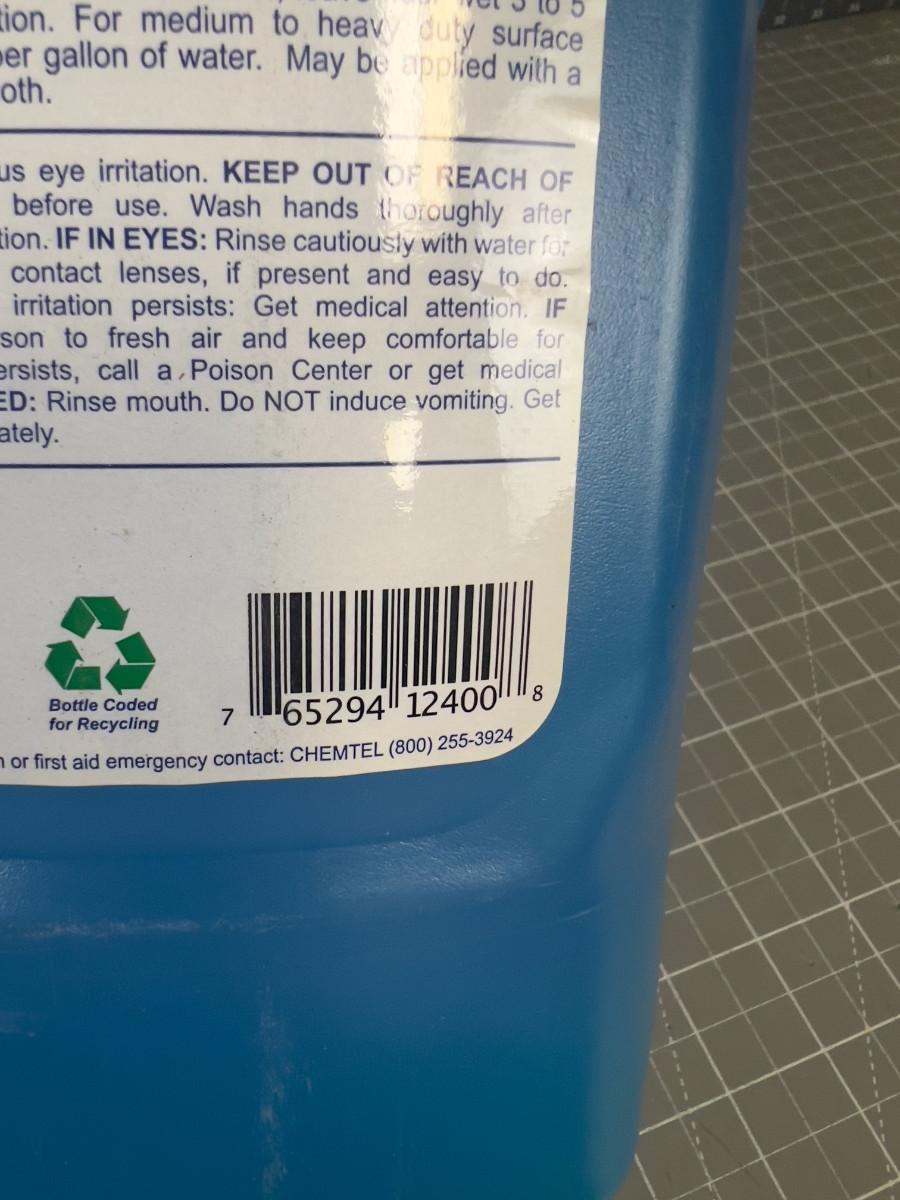 tion. For medium to heavy duty surface
per gallon of water. May be applied with a
oth.
us eye irritation. KEEP OUT OF REACH OF
before use. Wash hands thoroughly after
tion. IF IN EYES: Rinse cautiously with water for
contact lenses, if present and easy to do.
irritation persists: Get medical attention. IF
son to fresh air and keep comfortable for
ersists, call a Poison Center or get medical
ED: Rinse mouth. Do NOT induce vomiting. Get
ately.
Bottle Coded
for Recycling
7 65294 12400 8
n or first aid emergency contact: CHEMTEL (800) 255-3924